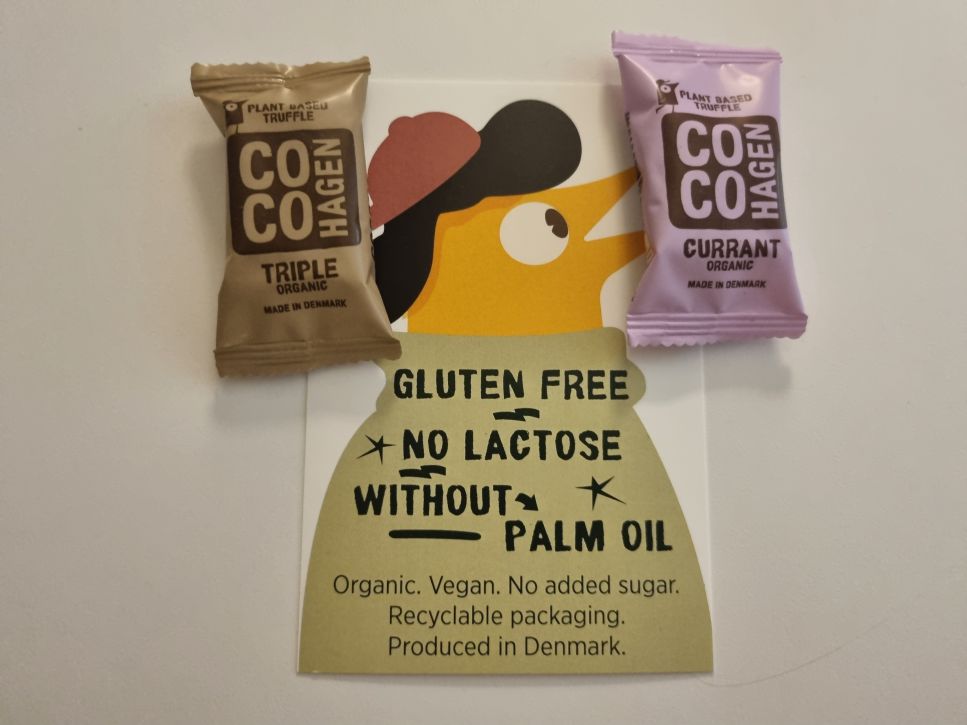 PLANT BASED
TRUFFLE
CO
CO
HAGEN
TRIPLE
ORGANIC
MADE IN DENMARK
PLANT BASED
TRUFFLE
CO
CO
HAGEN
CURRANT
ORGANIC
MADE IN DENMARK
GLUTEN FREE
NO LACTOSE
WITHOUT
PALM OIL
Organic. Vegan. No added sugar.
Recyclable packaging.
Produced in Denmark.